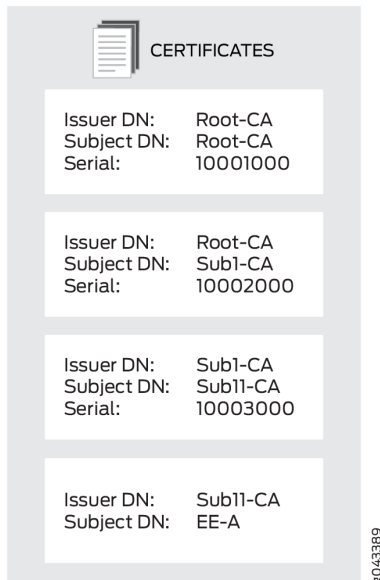 CERTIFICATES
Issuer DN: Root-CA
Subject DN: Root-CA
Serial: 10001000
Issuer DN: Root-CA
Subject DN: Sub1-CA
Serial: 10002000
Issuer DN: Sub1-CA
Subject DN: Sub11-CA
Serial: 10003000
Issuer DN: Sub11-CA
Subject DN: EE-A